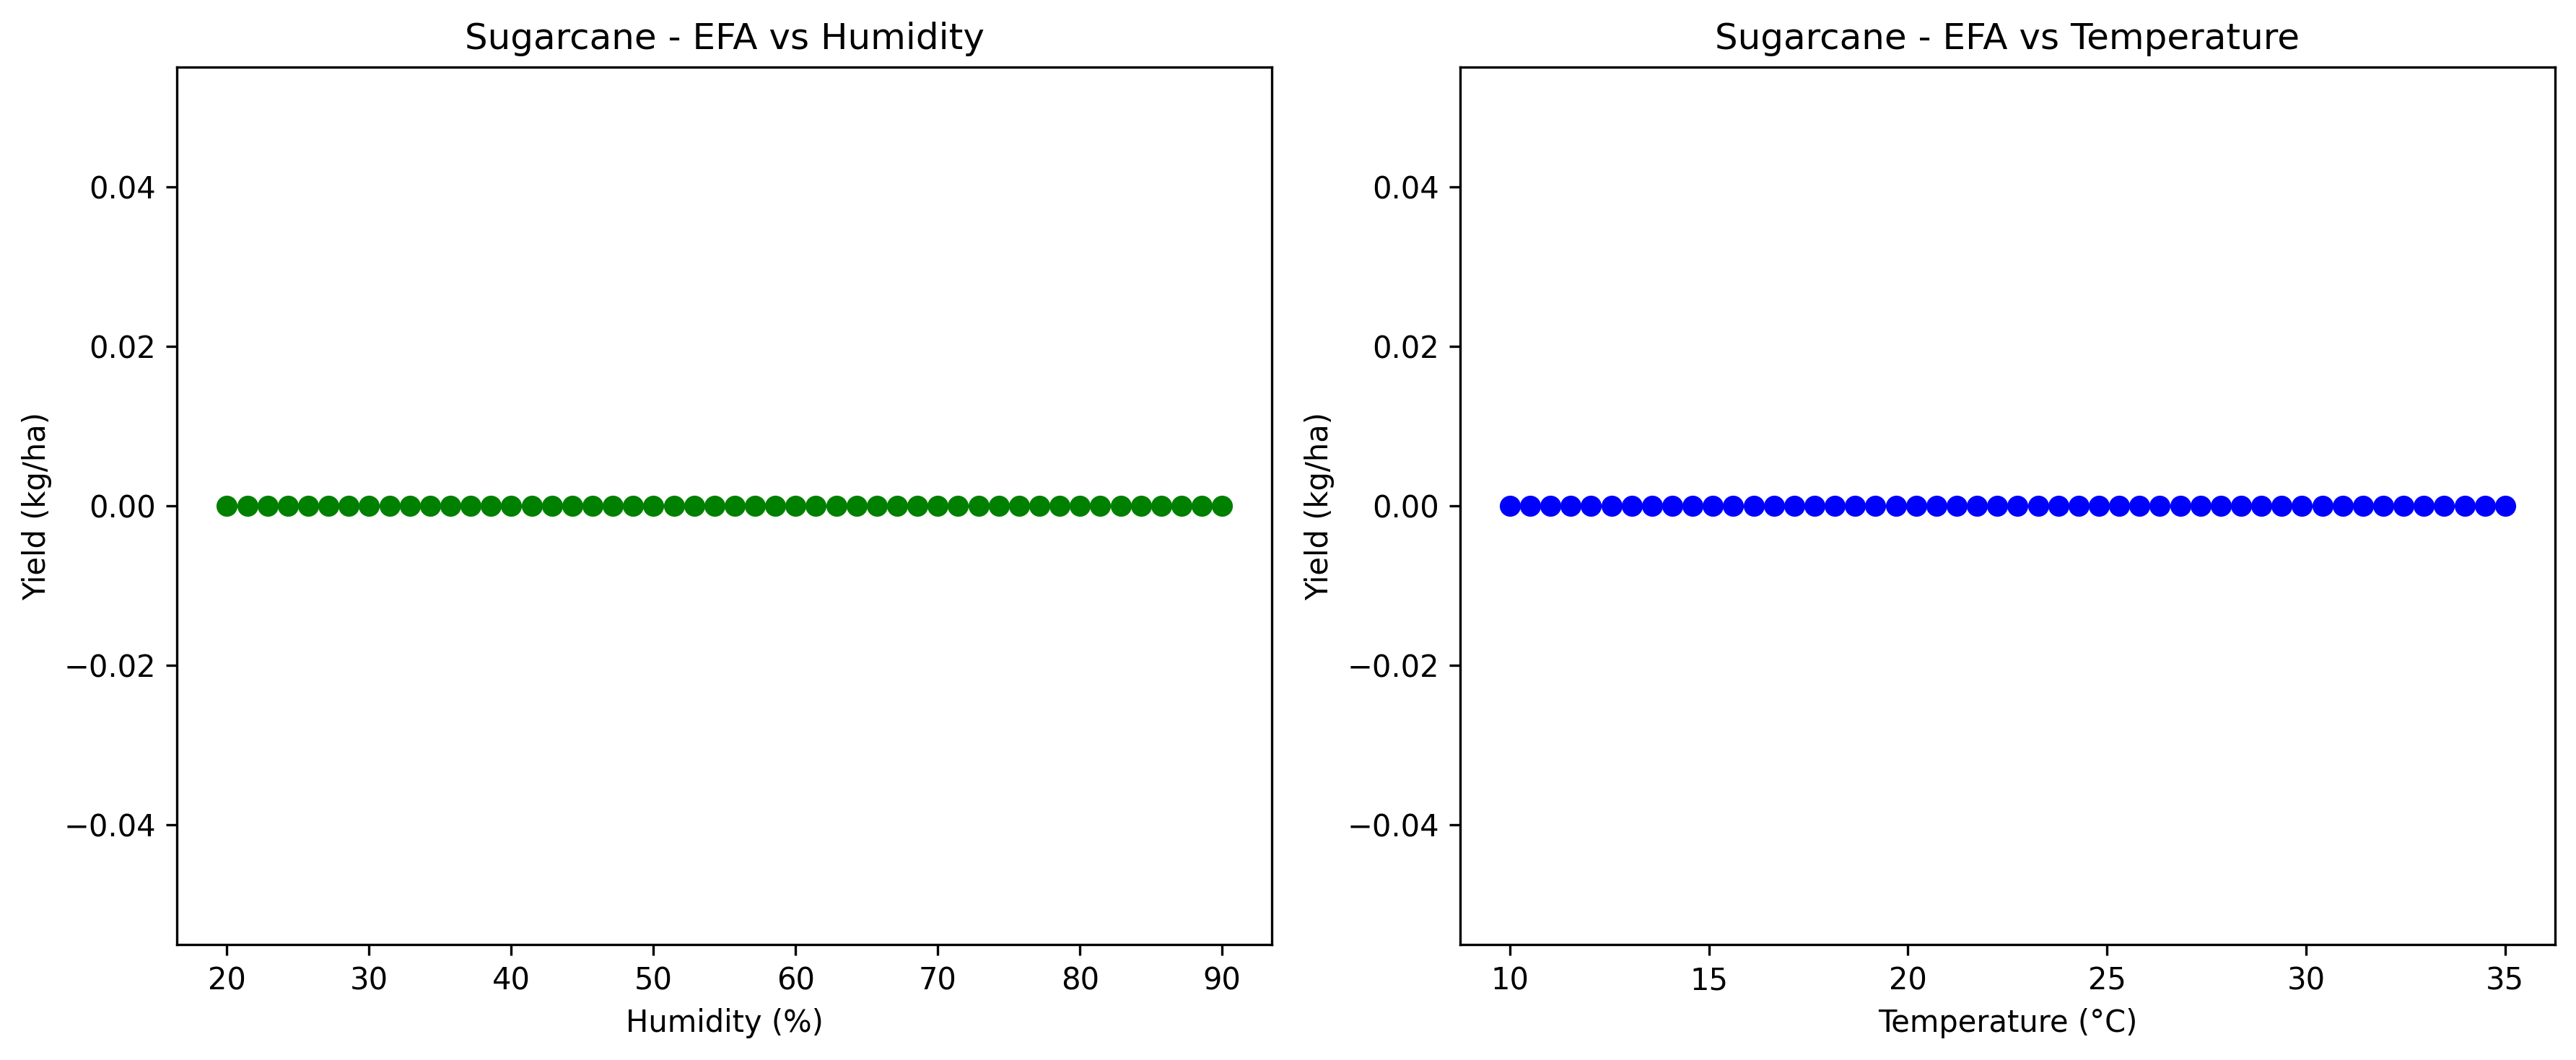 Sugarcane - EFA vs Humidity
0.04
0.02
0.00
−0.02
−0.04
Yield (kg/ha)
20 30 40 50 60 70 80 90
Humidity (%)
Sugarcane - EFA vs Temperature
0.04
0.02
0.00
−0.02
−0.04
Yield (kg/ha)
10 15 20 25 30 35
Temperature (°C)